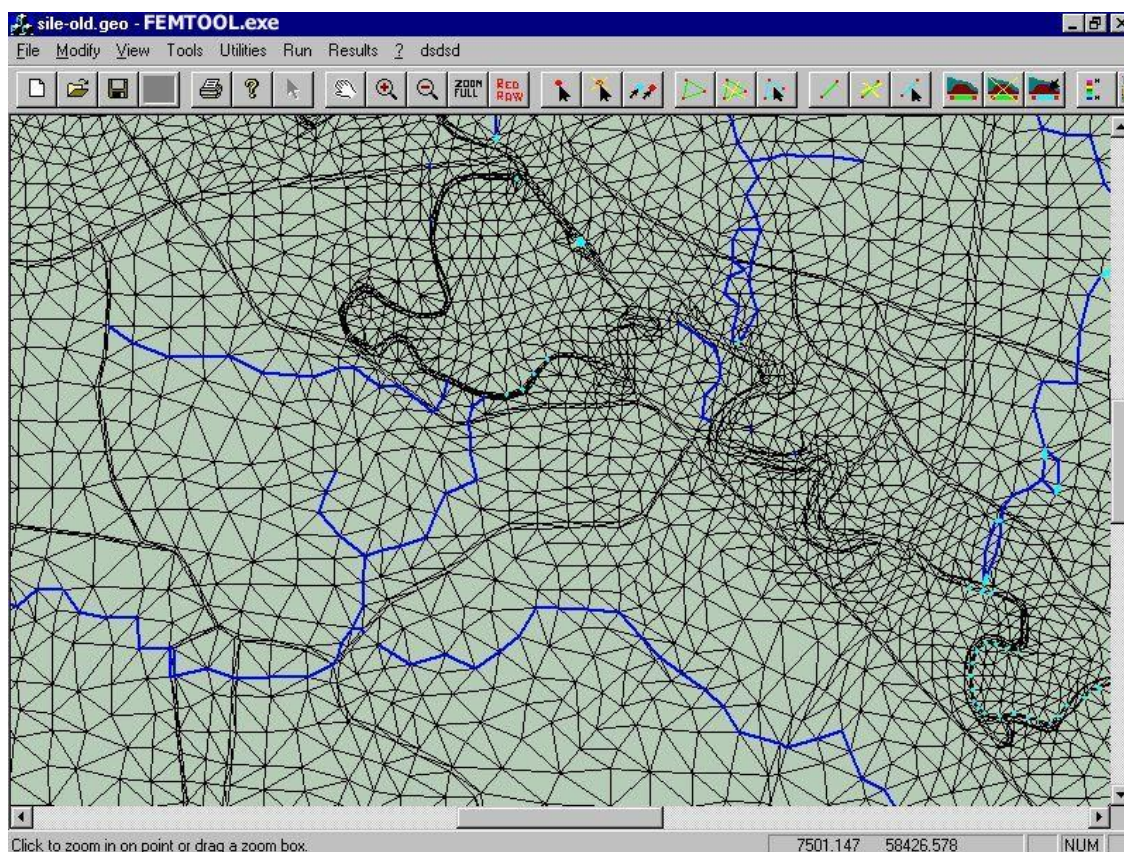 sile-old.geo - FEMTOOL.exe
File Modify View Tools Utilities Run Results ? dsdsd
ZOOM FULL RED RAW
Click to zoom in on point or drag a zoom box. 7501.147 58426.578 NUM